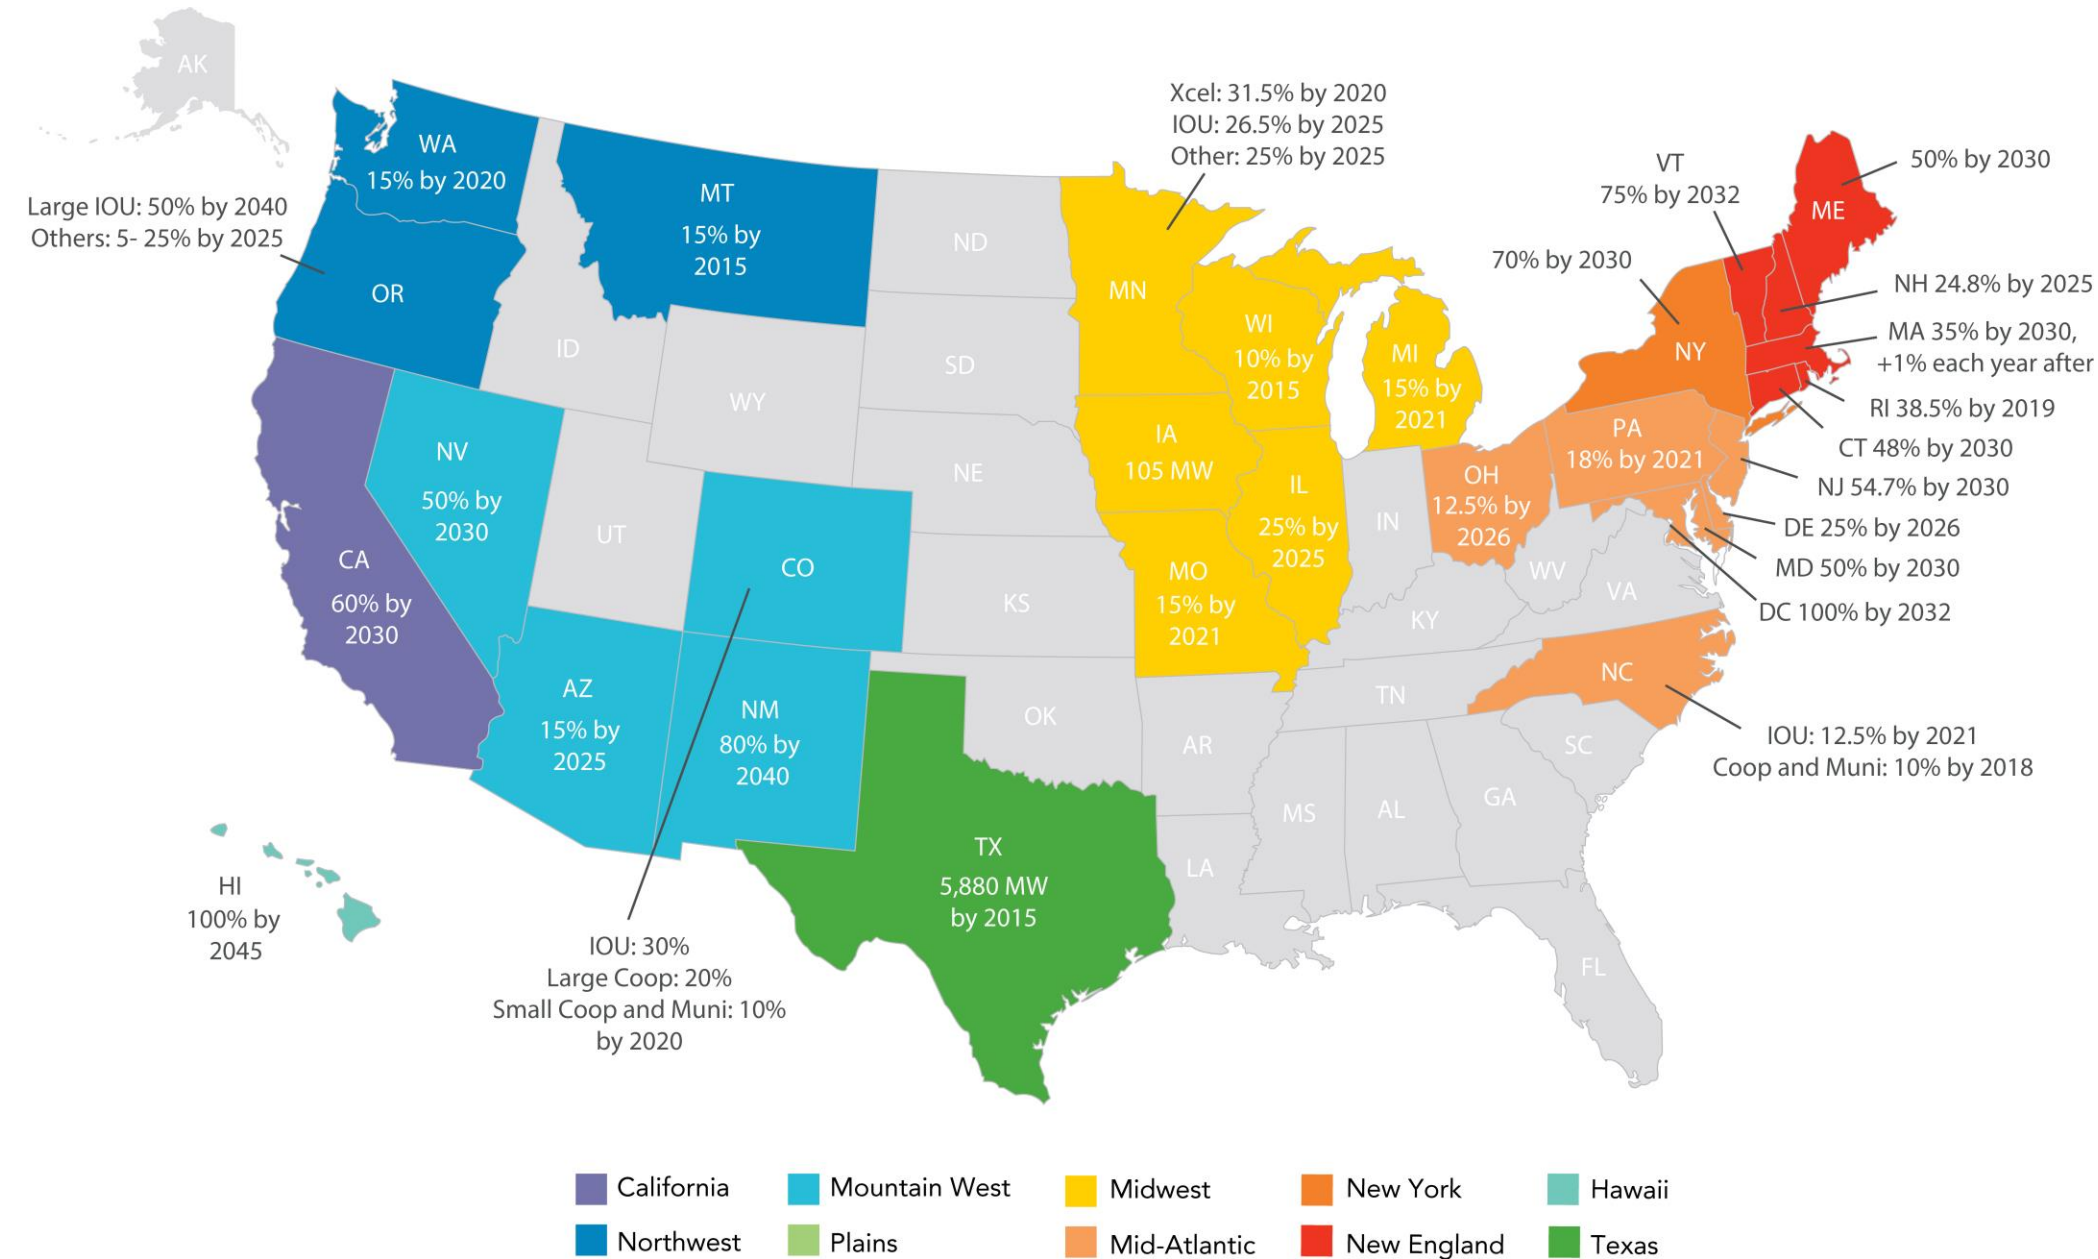 AK
WA
15% by 2020
Large IOU: 50% by 2040
Others: 5- 25% by 2025
OR
MT
15% by
2015
ID
WY
ND
SD
NE
KS
OK
UT
NV
50% by
2030
CA
60% by
2030
AZ
15% by
2025
CO
IOU: 30%
Large Coop: 20%
Small Coop and Muni: 10%
by 2020
NM
80% by
2040
TX
5,880 MW
by 2015
HI
100% by
2045
Xcel: 31.5% by 2020
IOU: 26.5% by 2025
Other: 25% by 2025
MN
WI
10% by
2015
MI
15% by
2021
IA
105 MW
IL
25% by
2025
MO
15% by
2021
IN
OH
12.5% by
2026
KY
WV
VA
TN
AR
LA
MS
AL
GA
SC
FL
NC
IOU: 12.5% by 2021
Coop and Muni: 10% by 2018
PA
18% by 2021
70% by 2030
NY
VT
75% by 2032
50% by 2030
ME
NH 24.8% by 2025
MA 35% by 2030,
+1% each year after
RI 38.5% by 2019
CT 48% by 2030
NJ 54.7% by 2030
DE 25% by 2026
MD 50% by 2030
DC 100% by 2032
California
Mountain West
Midwest
New York
Hawaii
Northwest
Plains
Mid-Atlantic
New England
Texas